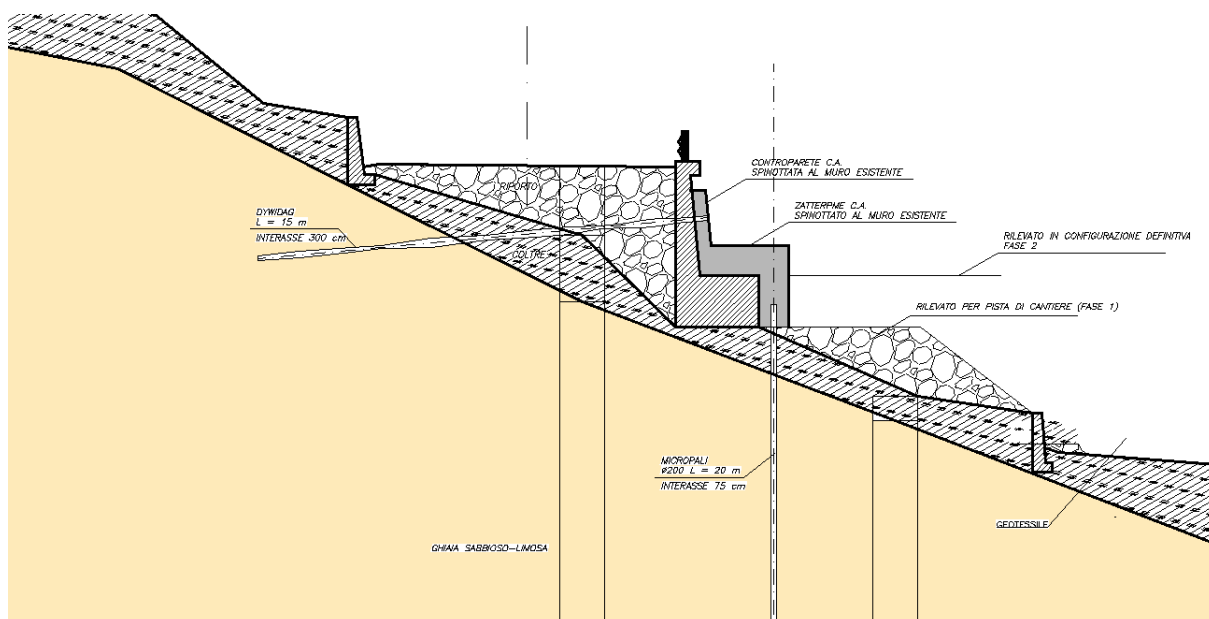 CONTROPARETE C.A.
SPINOTTATA AL MURO ESISTENTE
RIPORTO
ZATTERPME C.A.
SPINOTTATO AL MURO ESISTENTE
DYWIDAG
L = 15 m
INTERASSE 300 cm
RILEVATO IN CONFIGURAZIONE DEFINITIVA
FASE 2
COLTRE
RILEVATO PER PISTA DI CANTIERE (FASE 1)
MICROPALI
ø200 L = 20 m
INTERASSE 75 cm
GEOTESSILE
GHIAIA SABBIOSO-LIMOSA